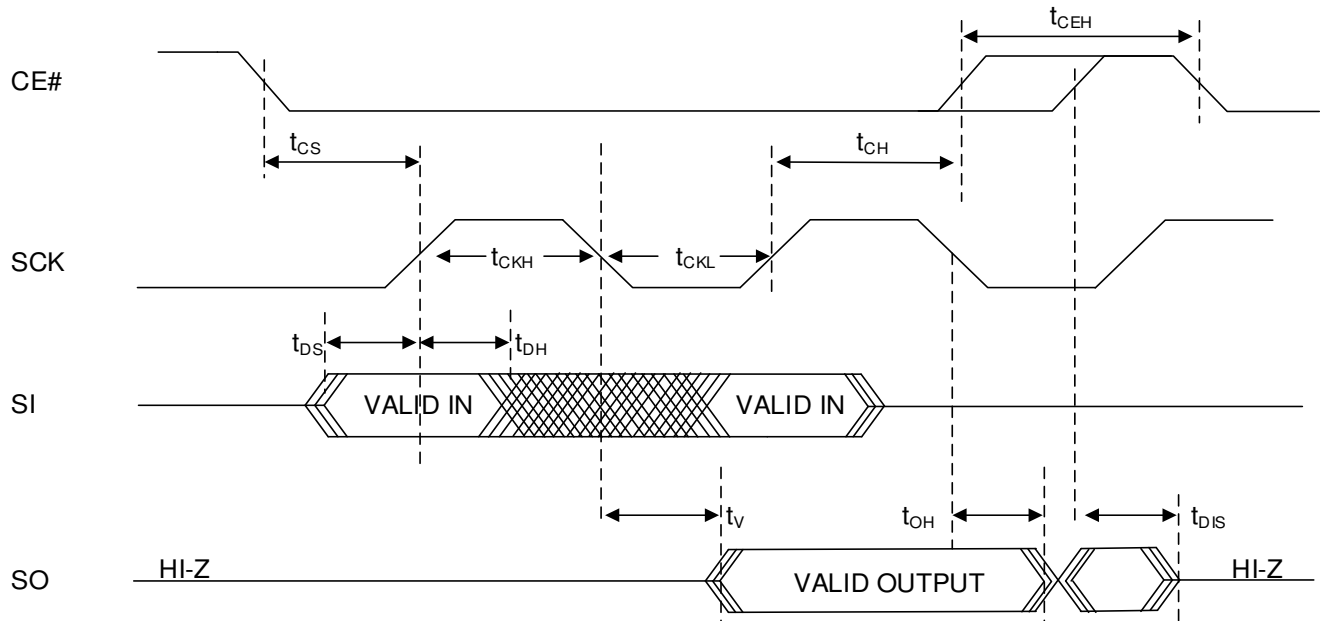 tCEH
CE#
tCS
tCH
SCK
tCKH
tCKL
tDS
tDH
SI
VALID IN
VALID IN
tV
tOH
tDIS
SO
HI-Z
VALID OUTPUT
HI-Z